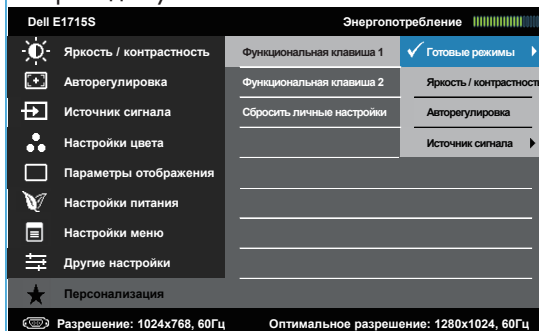 Dell E1715S Энергопотребление
Яркость / контрастность Функциональная клавиша 1 Готовые режимы
Авторегулировка Функциональная клавиша 2 Яркость / контрастность
Источник сигнала Сбросить личные настройки Авторегулировка
Настройки цвета Источник сигнала
Параметры отображения
Настройки питания
Настройки меню
Другие настройки
Персонализация
Разрешение: 1024x768, 60Гц Оптимальное разрешение: 1280x1024, 60Гц